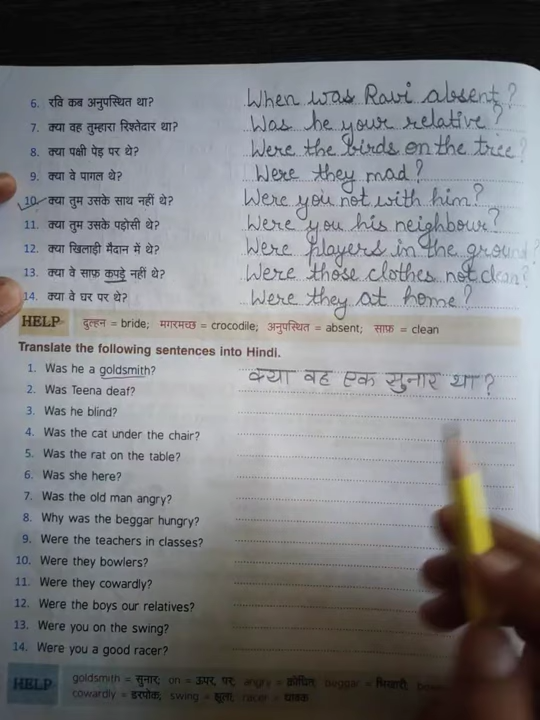 6. रवि कब अनुपस्थित था? When was Ravi absent?
7. क्या वह तुम्हारा रिश्तेदार था? Was he your relative?
8. क्या पक्षी पेड़ पर थे? Were the birds on the tree?
9. क्या वे पागल थे? Were they mad?
10. क्या तुम उसके साथ नहीं थे? Were you not with him?
11. क्या तुम उसके पड़ोसी थे? Were you his neighbour?
12. क्या खिलाड़ी मैदान में थे? Were players in the ground?
13. क्या वे साफ़ कपड़े नहीं थे? Were those clothes not clean?
14. क्या वे घर पर थे? Were they at home?
HELP दुल्हन = bride; मगरमच्छ = crocodile; अनुपस्थित = absent; साफ़ = clean
Translate the following sentences into Hindi.
1. Was he a goldsmith? क्या वह एक सुनार था?
2. Was Teena deaf?
3. Was he blind?
4. Was the cat under the chair?
5. Was the rat on the table?
6. Was she here?
7. Was the old man angry?
8. Why was the beggar hungry?
9. Were the teachers in classes?
10. Were they bowlers?
11. Were they cowardly?
12. Were the boys our relatives?
13. Were you on the swing?
14. Were you a good racer?
HELP goldsmith = सुनार; on = ऊपर, पर; angry = क्रोधित; beggar = भिखारी;
cowardly = डरपोक; swing = झूला; racer = धावक